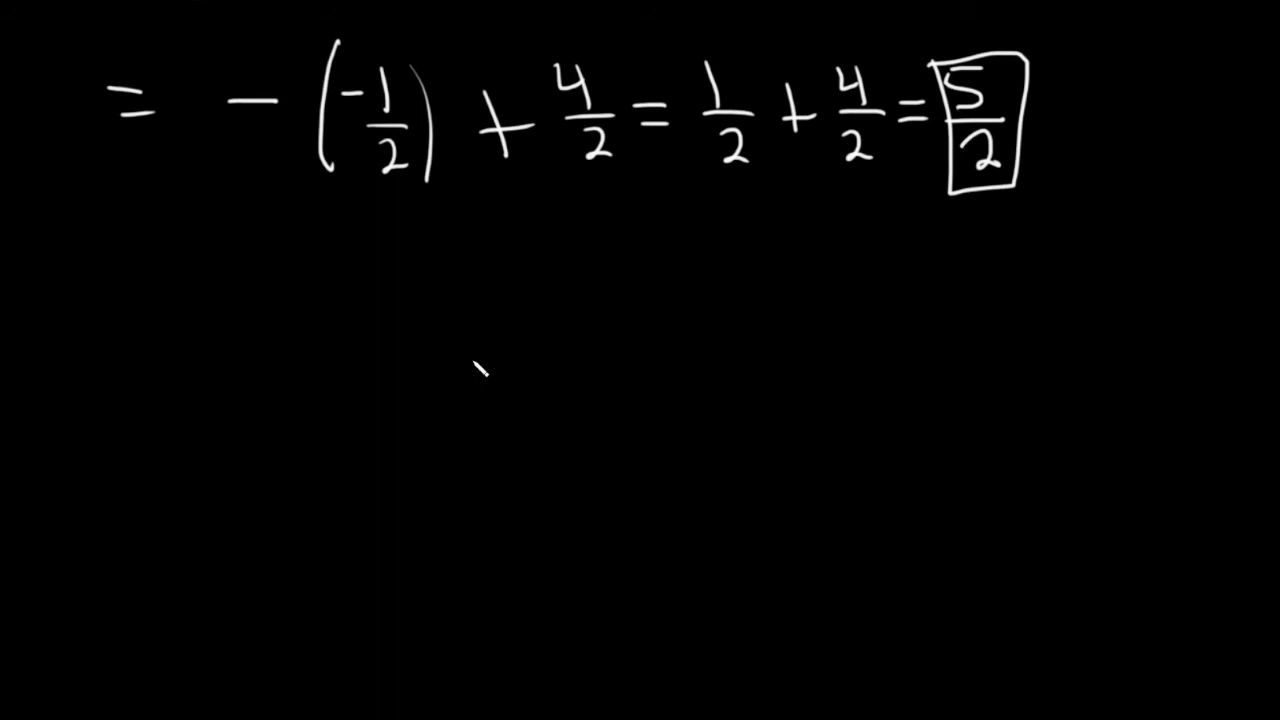 = - (-1/2) + 4/2 = 1/2 + 4/2 = 5/2